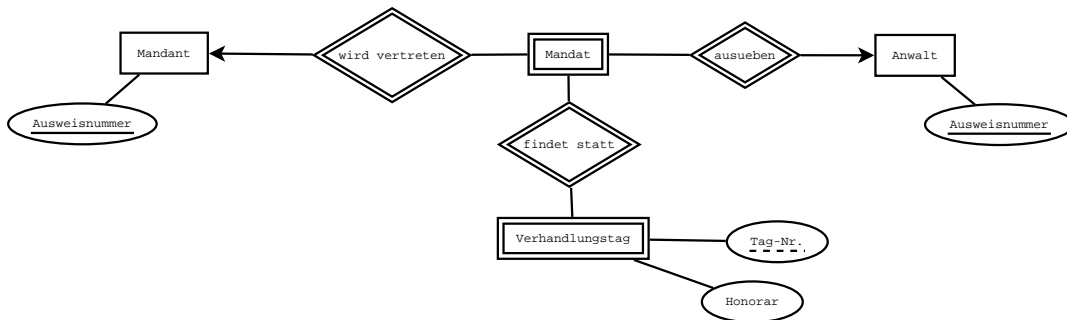 Mandant
wird vertreten
Mandat
ausueben
Anwalt
Ausweisnummer
Ausweisnummer
findet statt
Verhandlungstag
Tag-Nr.
Honorar